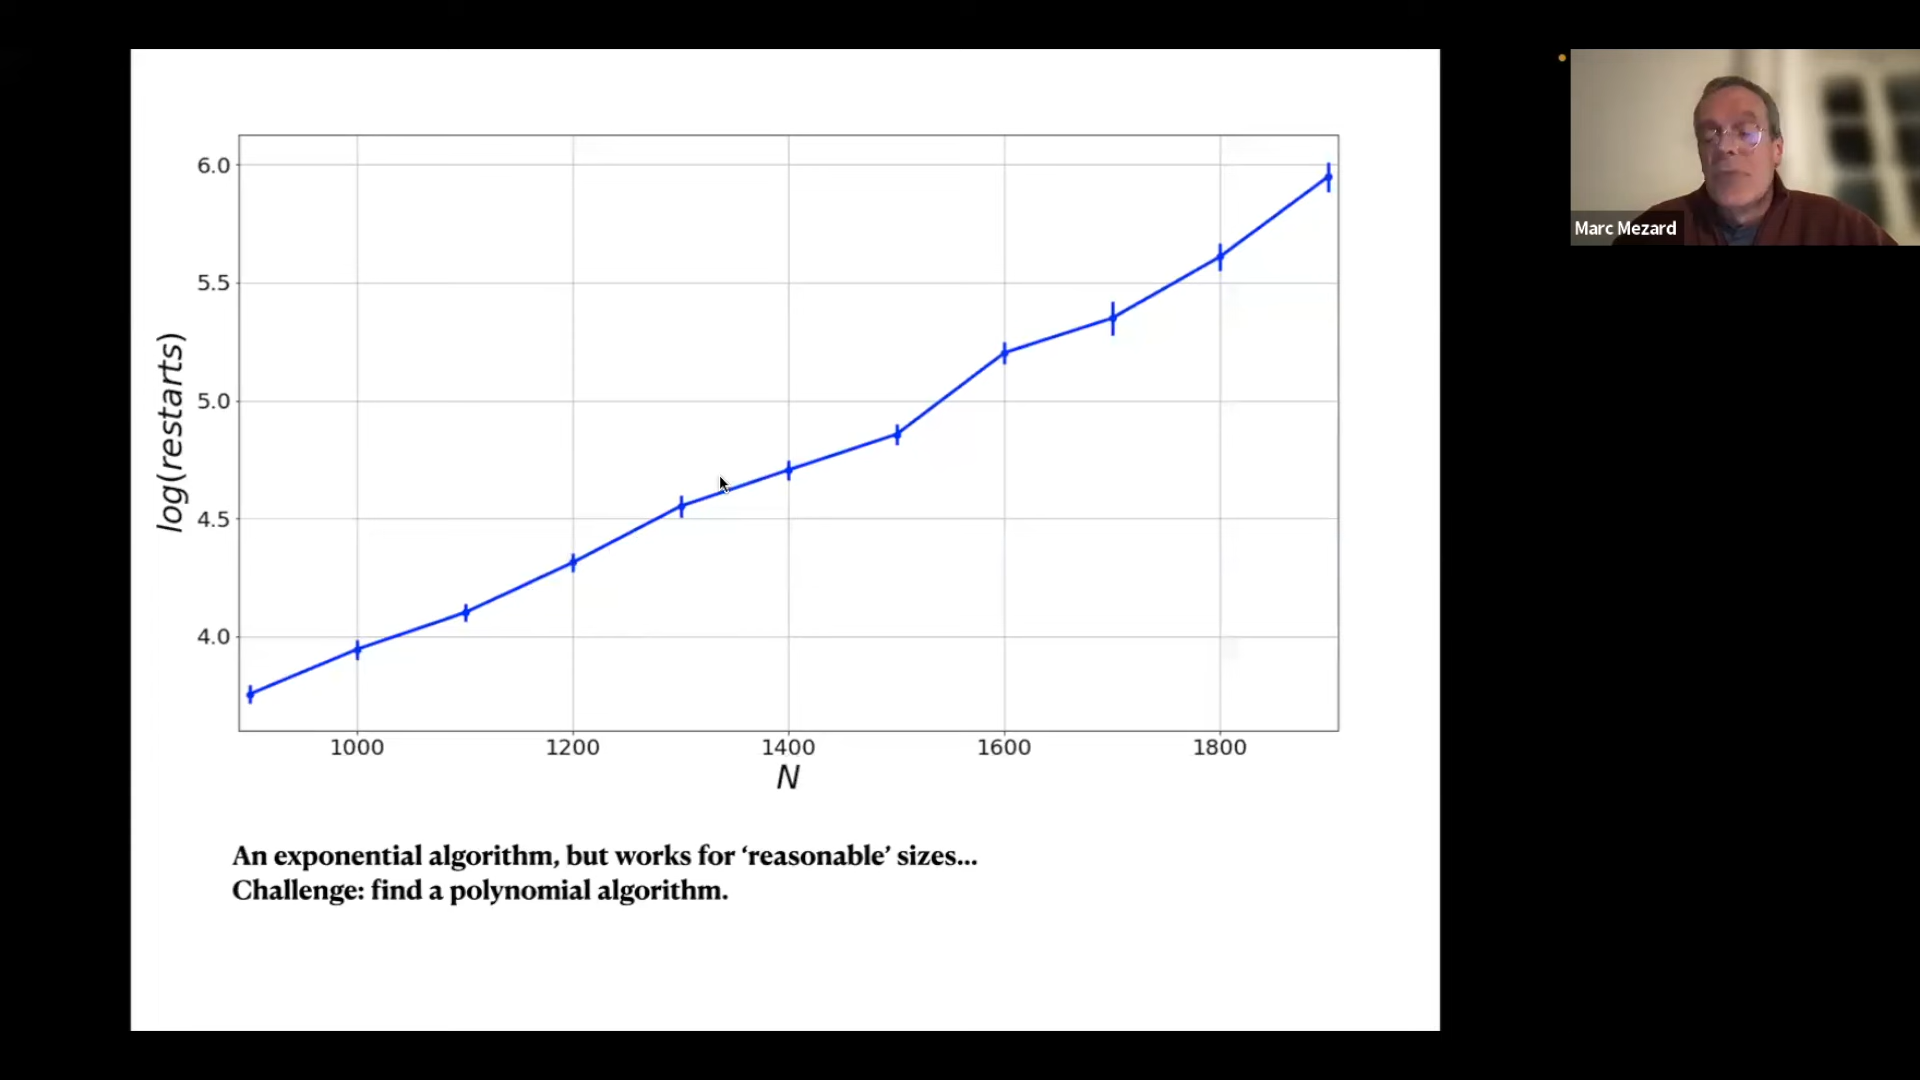 6.0
5.5
5.0
4.5
4.0
log(restarts)
1000 1200 1400 1600 1800
N
An exponential algorithm, but works for ‘reasonable’ sizes...
Challenge: find a polynomial algorithm.
Marc Mezard